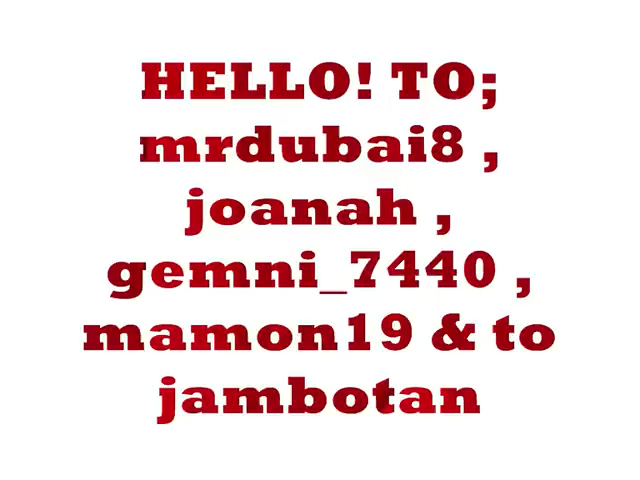 HELLO! TO;
mrdubai8 ,
joanah ,
gemni_7440 ,
mamon19 & to
jambotan